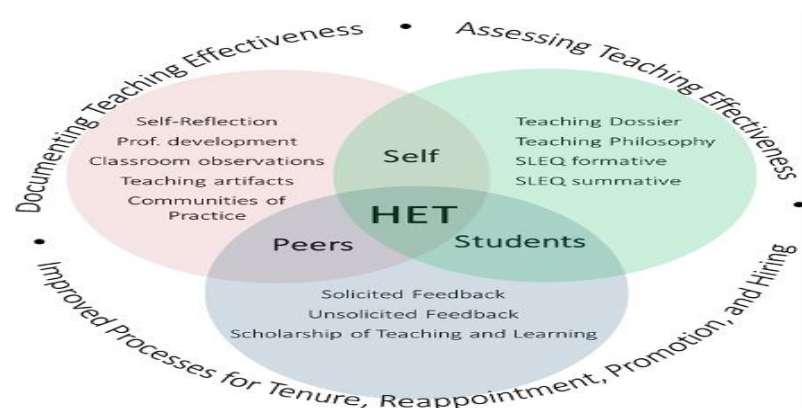 Documenting Teaching Effectiveness
•
Assessing Teaching Effectiveness
•
Self-Reflection
Prof. development
Classroom observations
Teaching artifacts
Communities of
Practice
Self
Teaching Dossier
Teaching Philosophy
SLEQ formative
SLEQ summative
HET
Peers
Students
Solicited Feedback
Unsolicited Feedback
Scholarship of Teaching and Learning
•
Improved Processes for Tenure, Reappointment, Promotion, and Hiring